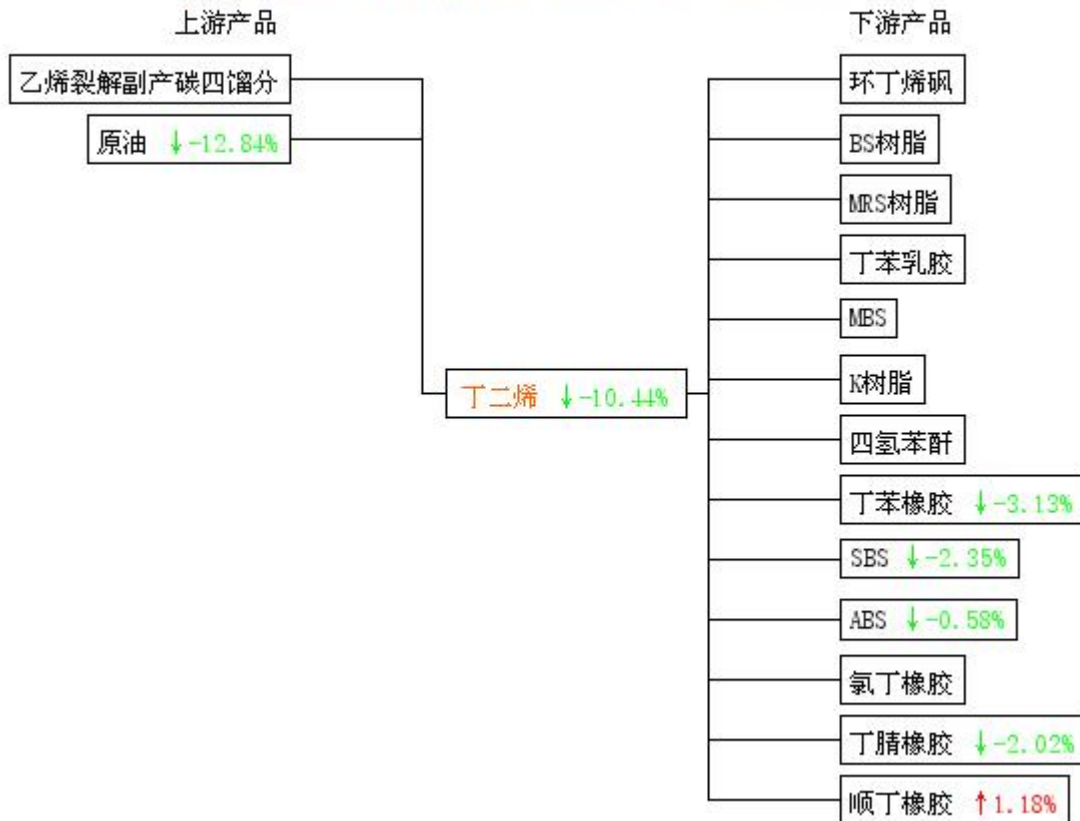 上游产品
下游产品
乙烯裂解副产碳四馏分
原油 ↓-12.84%
丁二烯 ↓-10.44%
环丁烯砜
BS树脂
MRS树脂
丁苯乳胶
MBS
K树脂
四氢苯酐
丁苯橡胶 ↓-3.13%
SBS ↓-2.35%
ABS ↓-0.58%
氯丁橡胶
丁腈橡胶 ↓-2.02%
顺丁橡胶 ↑1.18%